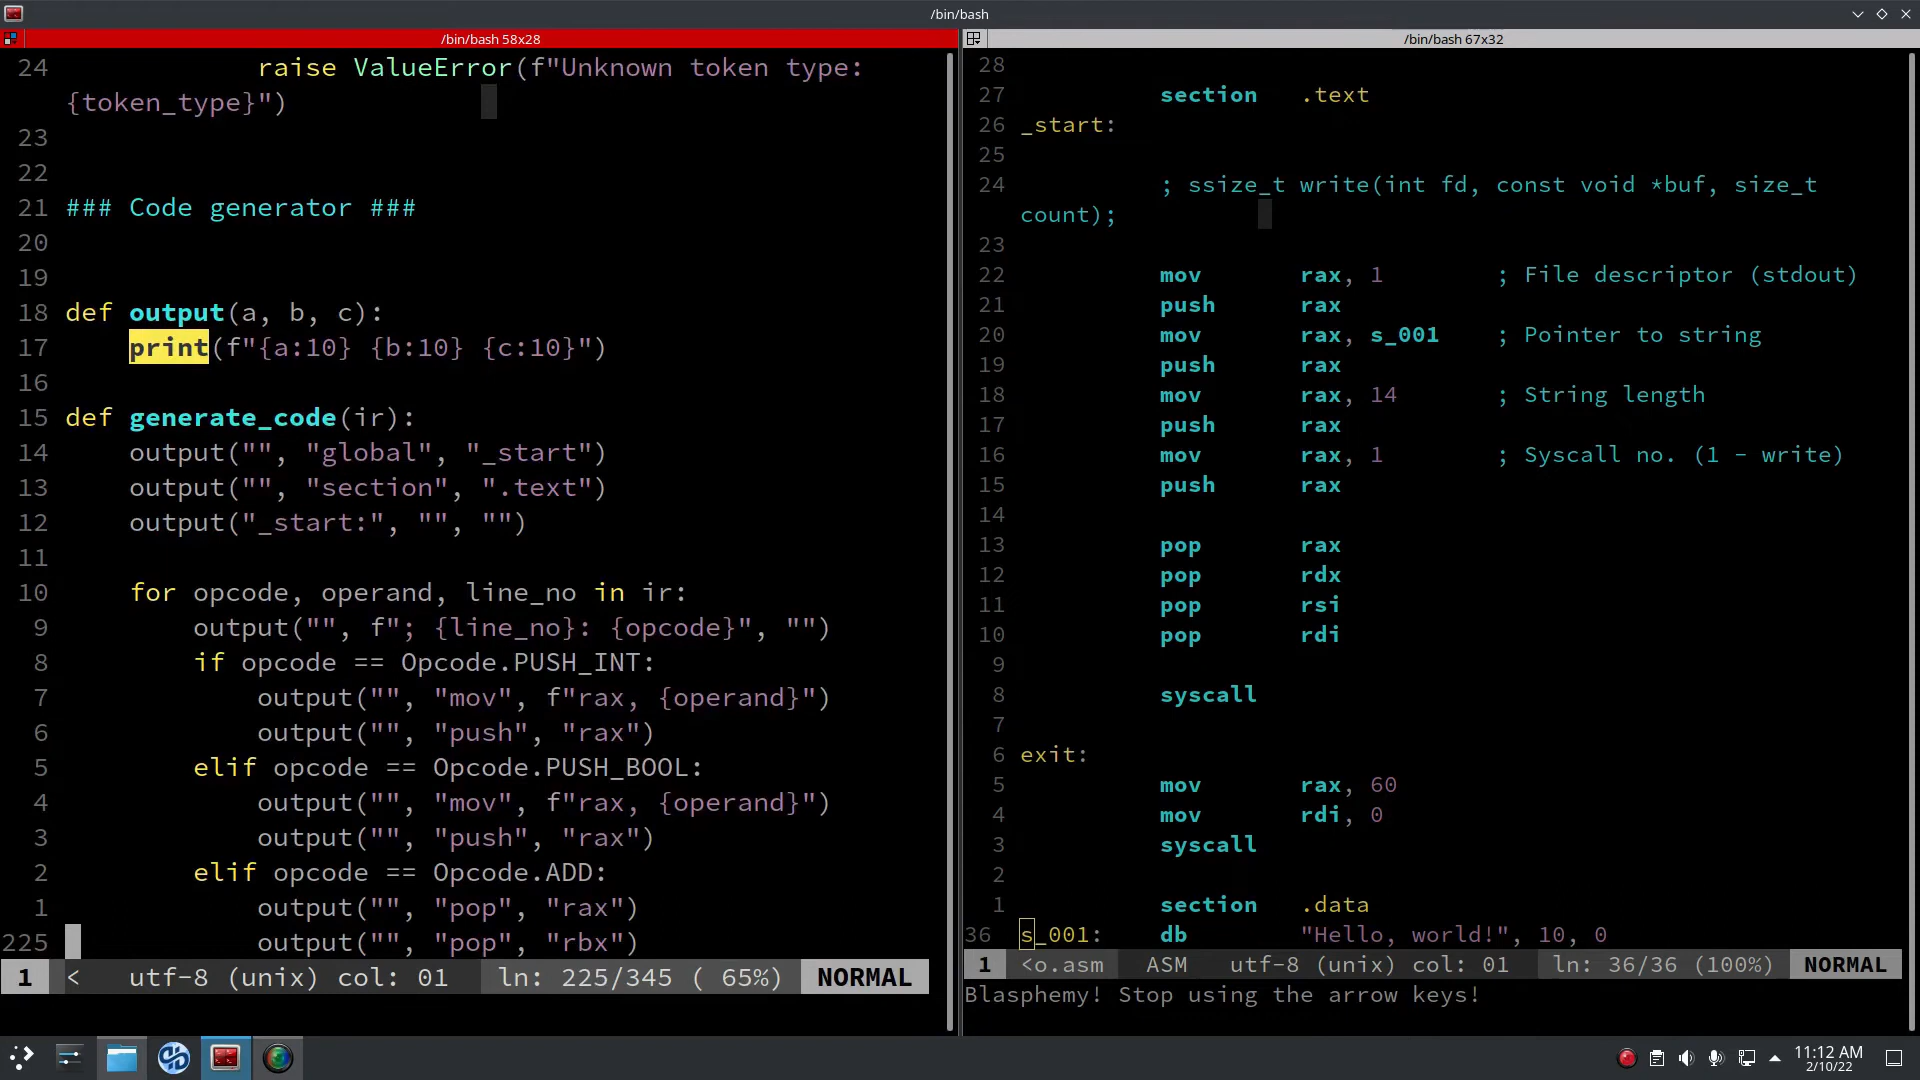 /bin/bash
/bin/bash 58x28
24             raise ValueError(f"Unknown token type:
{token_type}")
23
22
21 ### Code generator ###
20
19
18 def output(a, b, c):
17     print(f"{a:10} {b:10} {c:10}")
16
15 def generate_code(ir):
14     output("", "global", "_start")
13     output("", "section", ".text")
12     output("_start:", "", "")
11
10     for opcode, operand, line_no in ir:
9         output("", f"; {line_no}: {opcode}", "")
8         if opcode == Opcode.PUSH_INT:
7             output("", "mov", f"rax, {operand}")
6             output("", "push", "rax")
5         elif opcode == Opcode.PUSH_BOOL:
4             output("", "mov", f"rax, {operand}")
3             output("", "push", "rax")
2         elif opcode == Opcode.ADD:
1             output("", "pop", "rax")
225             output("", "pop", "rbx")
1 < utf-8 (unix) col: 01 ln: 225/345 ( 65%) NORMAL
/bin/bash 67x32
28
27           section   .text
26 _start:
25
24           ; ssize_t write(int fd, const void *buf, size_t
count);
23
22           mov       rax, 1        ; File descriptor (stdout)
21           push      rax
20           mov       rax, s_001    ; Pointer to string
19           push      rax
18           mov       rax, 14       ; String length
17           push      rax
16           mov       rax, 1        ; Syscall no. (1 - write)
15           push      rax
14
13           pop       rax
12           pop       rdx
11           pop       rsi
10           pop       rdi
9
8           syscall
7
6 exit:
5           mov       rax, 60
4           mov       rdi, 0
3           syscall
2
1           section   .data
36 s_001:    db        "Hello, world!", 10, 0
1 <o.asm ASM utf-8 (unix) col: 01 ln: 36/36 (100%) NORMAL
Blasphemy! Stop using the arrow keys!
11:12 AM
2/10/22